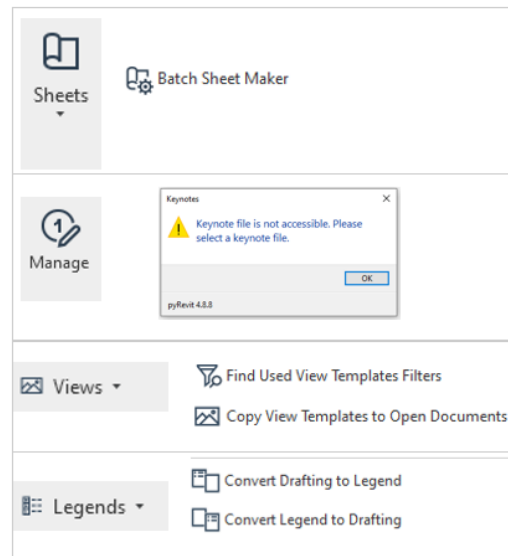 Sheets
Batch Sheet Maker
1
Manage
Keynotes
Keynote file is not accessible. Please
select a keynote file.
OK
pyRevit 4.8.8
Views
Find Used View Templates Filters
Copy View Templates to Open Documents
Legends
Convert Drafting to Legend
Convert Legend to Drafting